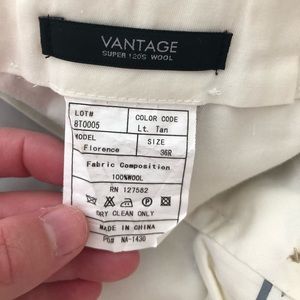 VANTAGE
SUPER 120S WOOL
LOT# COLOR CODE
8T0005 Lt. Tan
MODEL SIZE
Florence 36R
Fabric Composition
100%WOOL
RN 127582
DRY CLEAN ONLY
MADE IN CHINA
PO# NA-1430